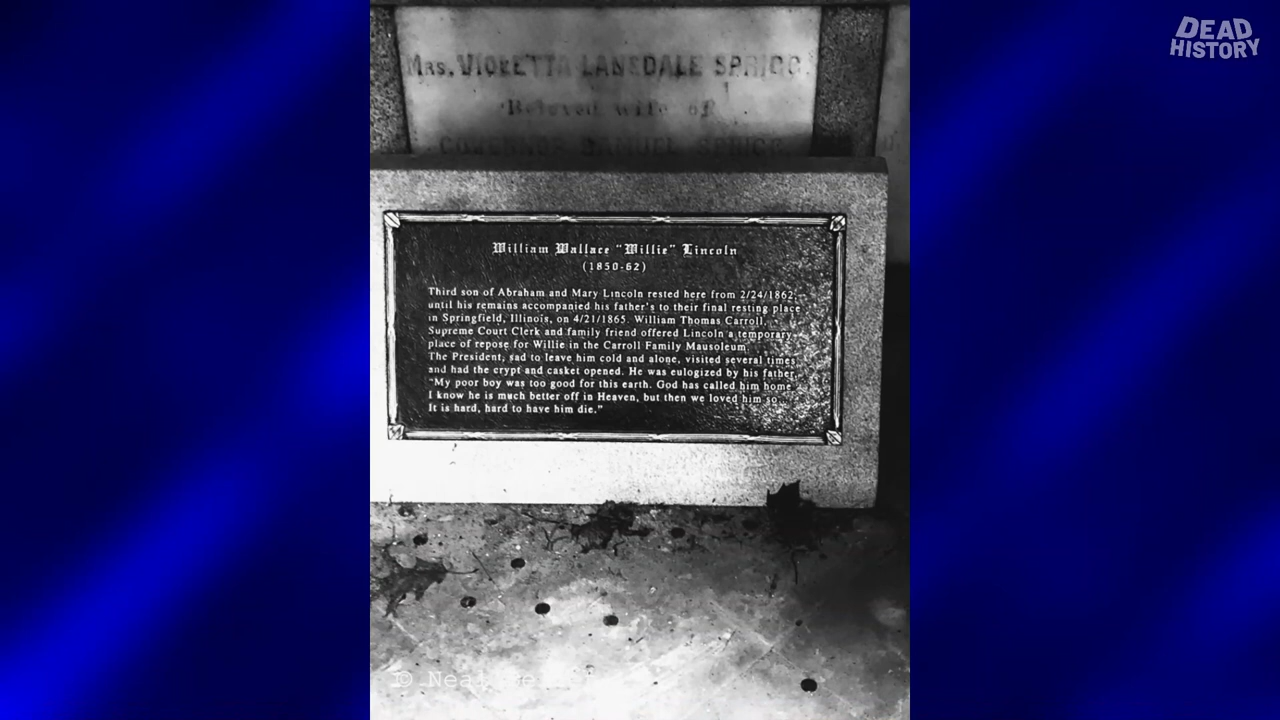 DEAD
HISTORY
Mrs. VIOLETTA LANSDALE SPRIGG
Beloved wife of
GOVERNOR SAMUEL SPRIGG
William Wallace "Willie" Lincoln
(1850-62)
Third son of Abraham and Mary Lincoln rested here from 2/24/1862,
until his remains accompanied his father's to their final resting place
in Springfield, Illinois, on 4/21/1865. William Thomas Carroll,
Supreme Court Clerk and family friend offered Lincoln a temporary
place of repose for Willie in the Carroll Family Mausoleum.
The President, sad to leave him cold and alone, visited several times
and had the crypt and casket opened. He was eulogized by his father,
"My poor boy was too good for this earth. God has called him home
I know he is much better off in Heaven, but then we loved him so.
It is hard, hard to have him die."
©